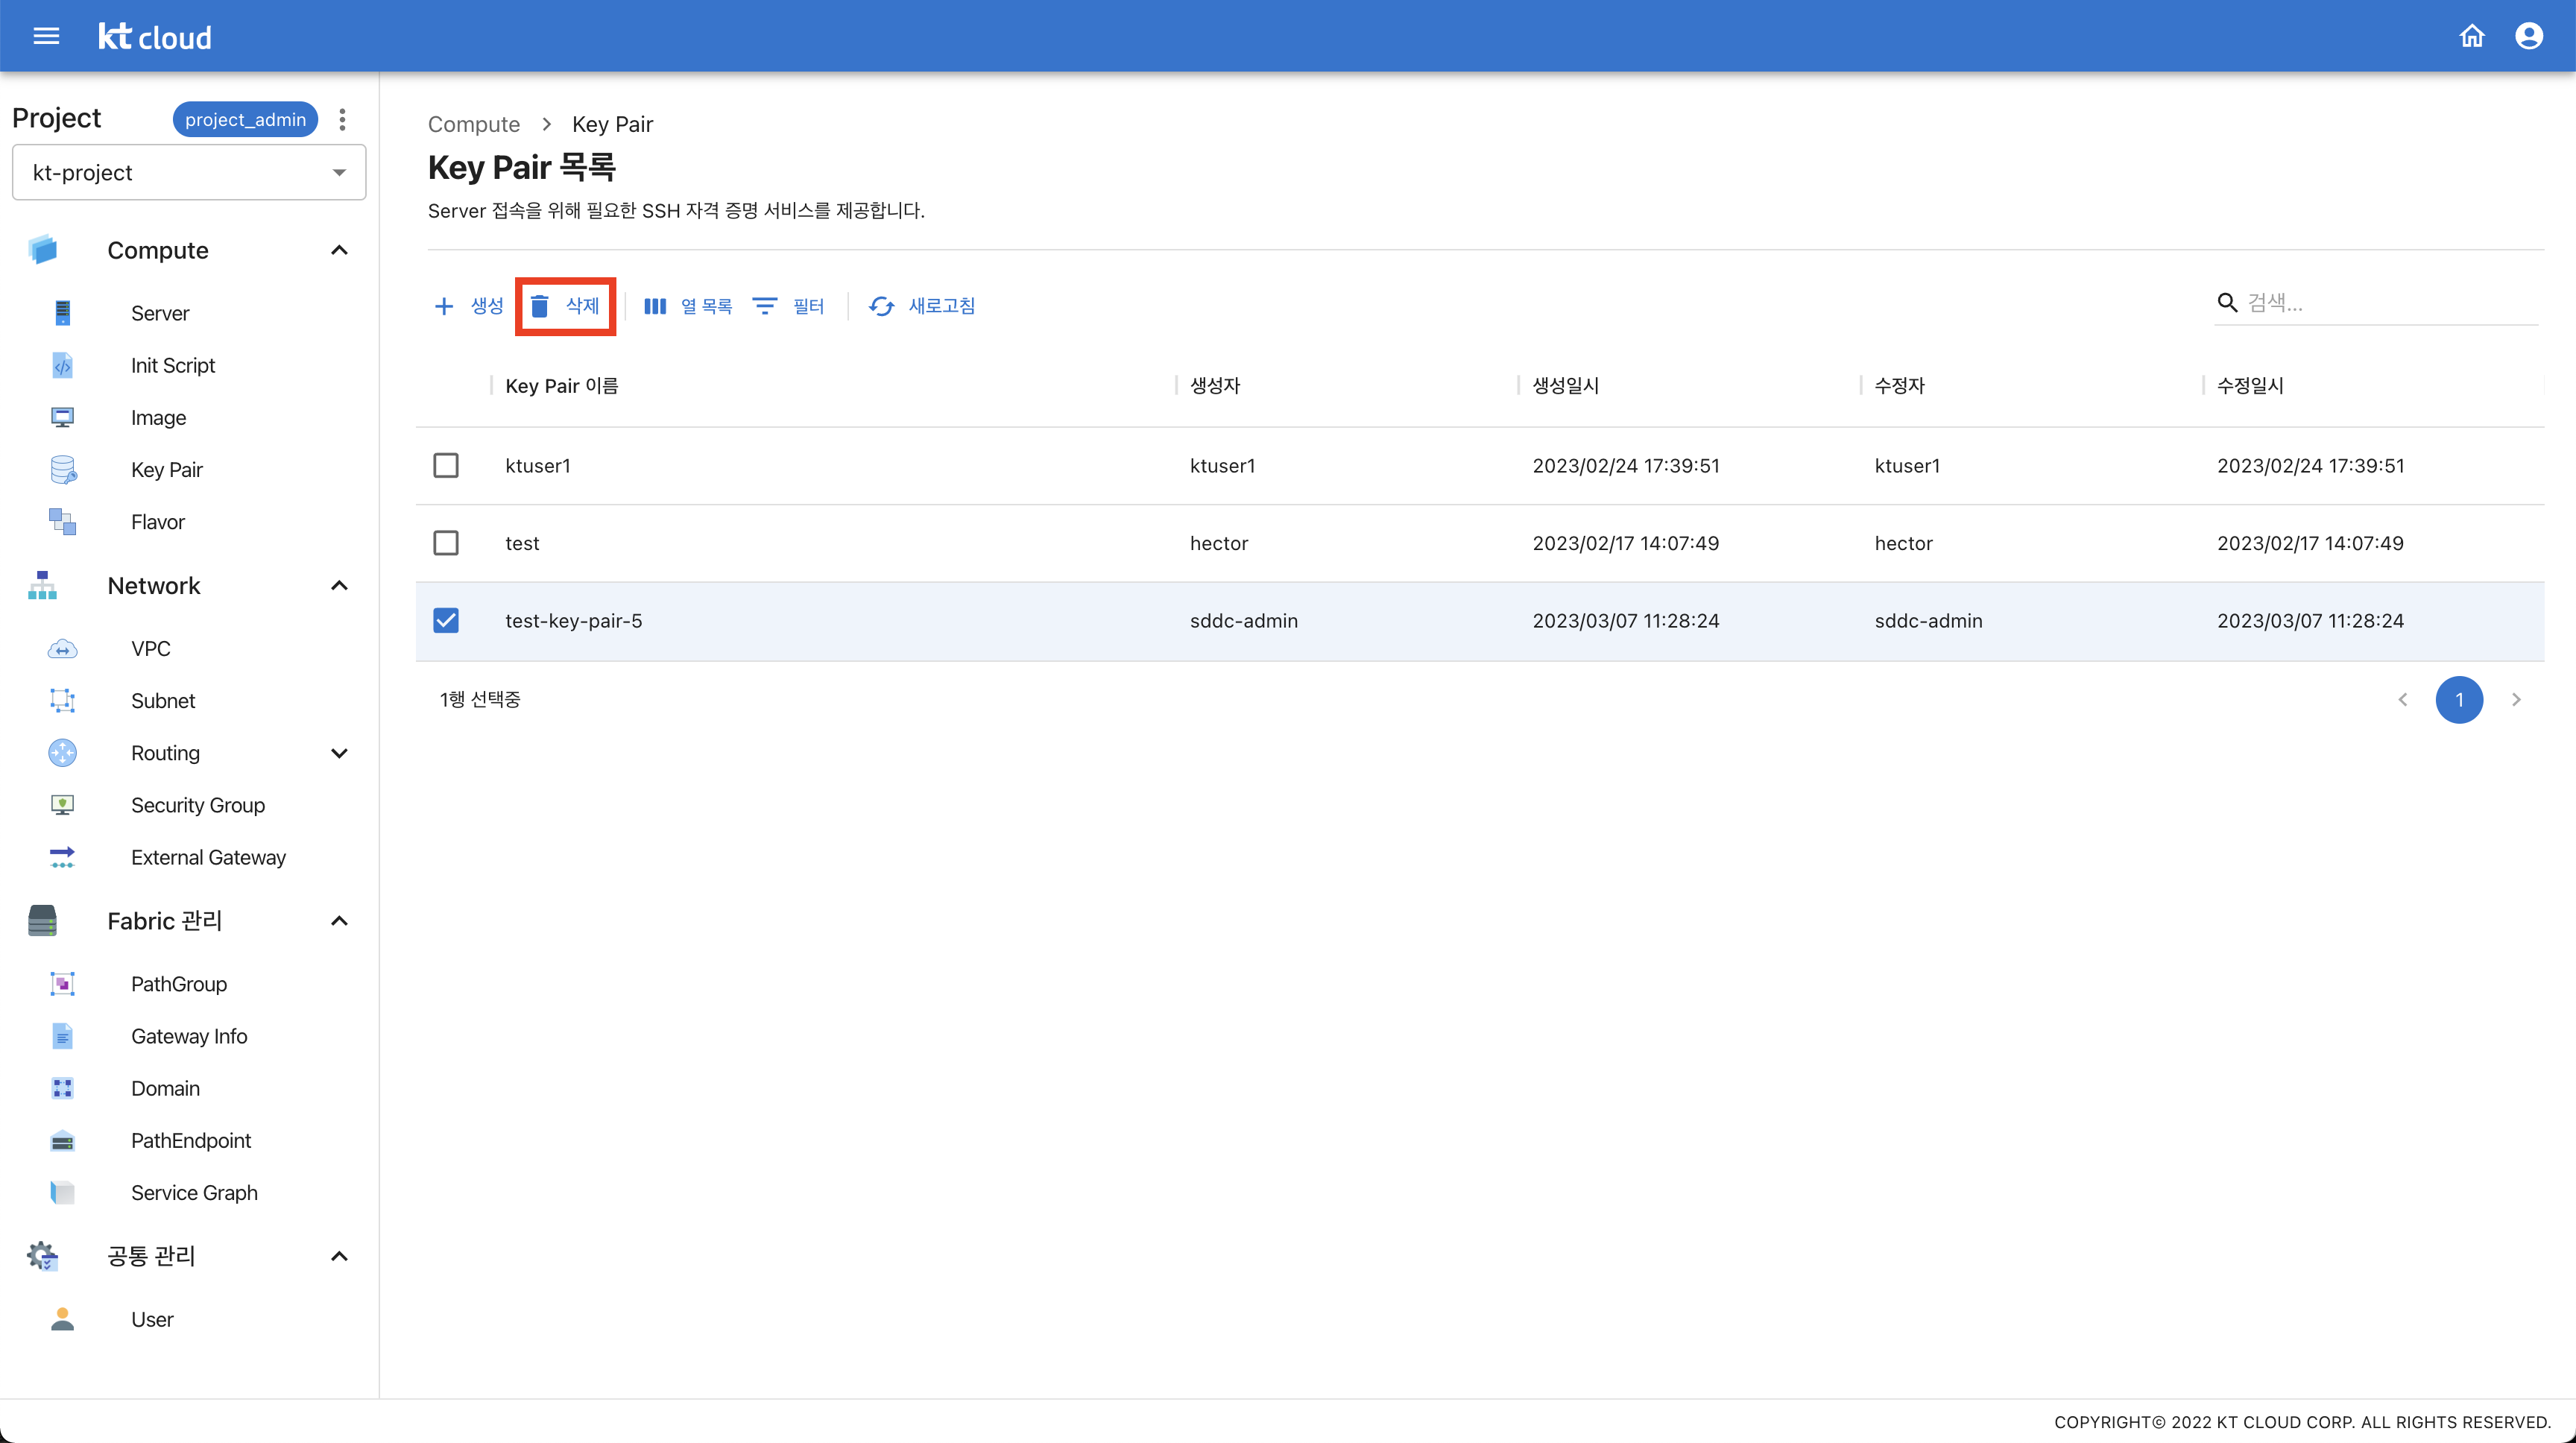 kt cloud
Project
project_admin
kt-project
Compute
Server
Init Script
Image
Key Pair
Flavor
Network
VPC
Subnet
Routing
Security Group
External Gateway
Fabric 관리
PathGroup
Gateway Info
Domain
PathEndpoint
Service Graph
공통 관리
User
Compute > Key Pair
Key Pair 목록
Server 접속을 위해 필요한 SSH 자격 증명 서비스를 제공합니다.
생성 삭제 열 목록 필터 새로고침 검색...
Key Pair 이름 생성자 생성일시 수정자 수정일시
ktuser1 ktuser1 2023/02/24 17:39:51 ktuser1 2023/02/24 17:39:51
test hector 2023/02/17 14:07:49 hector 2023/02/17 14:07:49
test-key-pair-5 sddc-admin 2023/03/07 11:28:24 sddc-admin 2023/03/07 11:28:24
1행 선택중 1
COPYRIGHT© 2022 KT CLOUD CORP. ALL RIGHTS RESERVED.